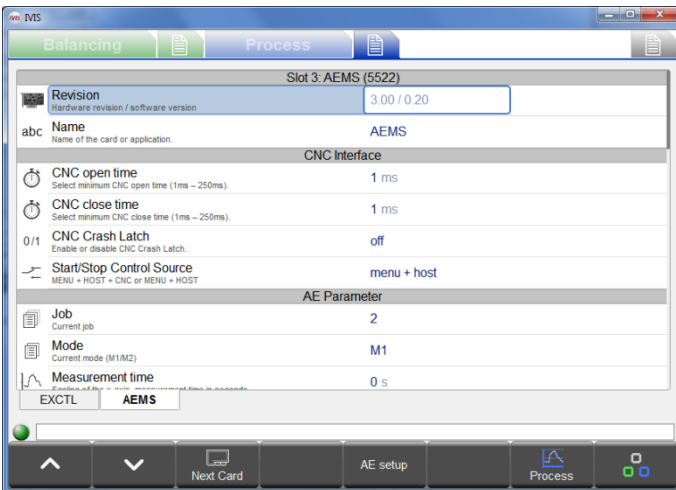 IVIS
Balancing
Process
Slot 3: AEMS (5522)
Revision
Hardware revision / software version
3.00 / 0.20
abc
Name
Name of the card or application.
AEMS
CNC Interface
CNC open time
Select minimum CNC open time (1ms – 250ms).
1 ms
CNC close time
Select minimum CNC close time (1ms – 250ms).
1 ms
0/1
CNC Crash Latch
Enable or disable CNC Crash Latch.
off
Start/Stop Control Source
MENU + HOST + CNC or MENU + HOST
menu + host
AE Parameter
Job
Current job
2
Mode
Current mode (M1/M2)
M1
Measurement time
0 s
EXCTL
AEMS
Next Card
AE setup
Process